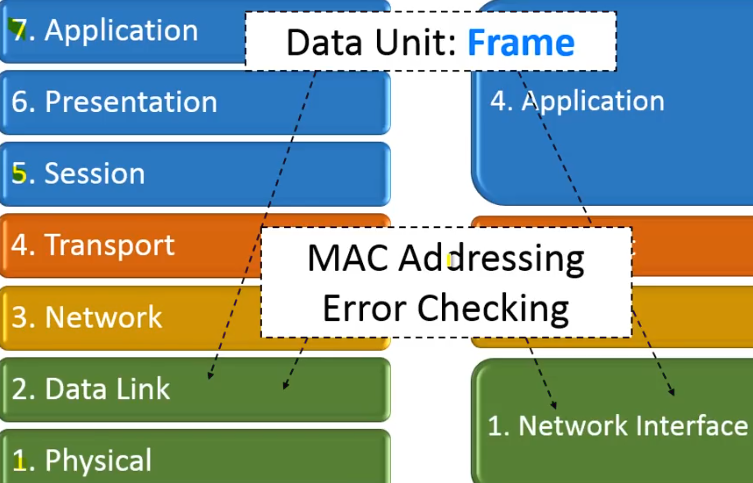 7. Application
6. Presentation
5. Session
4. Transport
3. Network
2. Data Link
1. Physical
Data Unit: Frame
MAC Addressing
Error Checking
4. Application
1. Network Interface